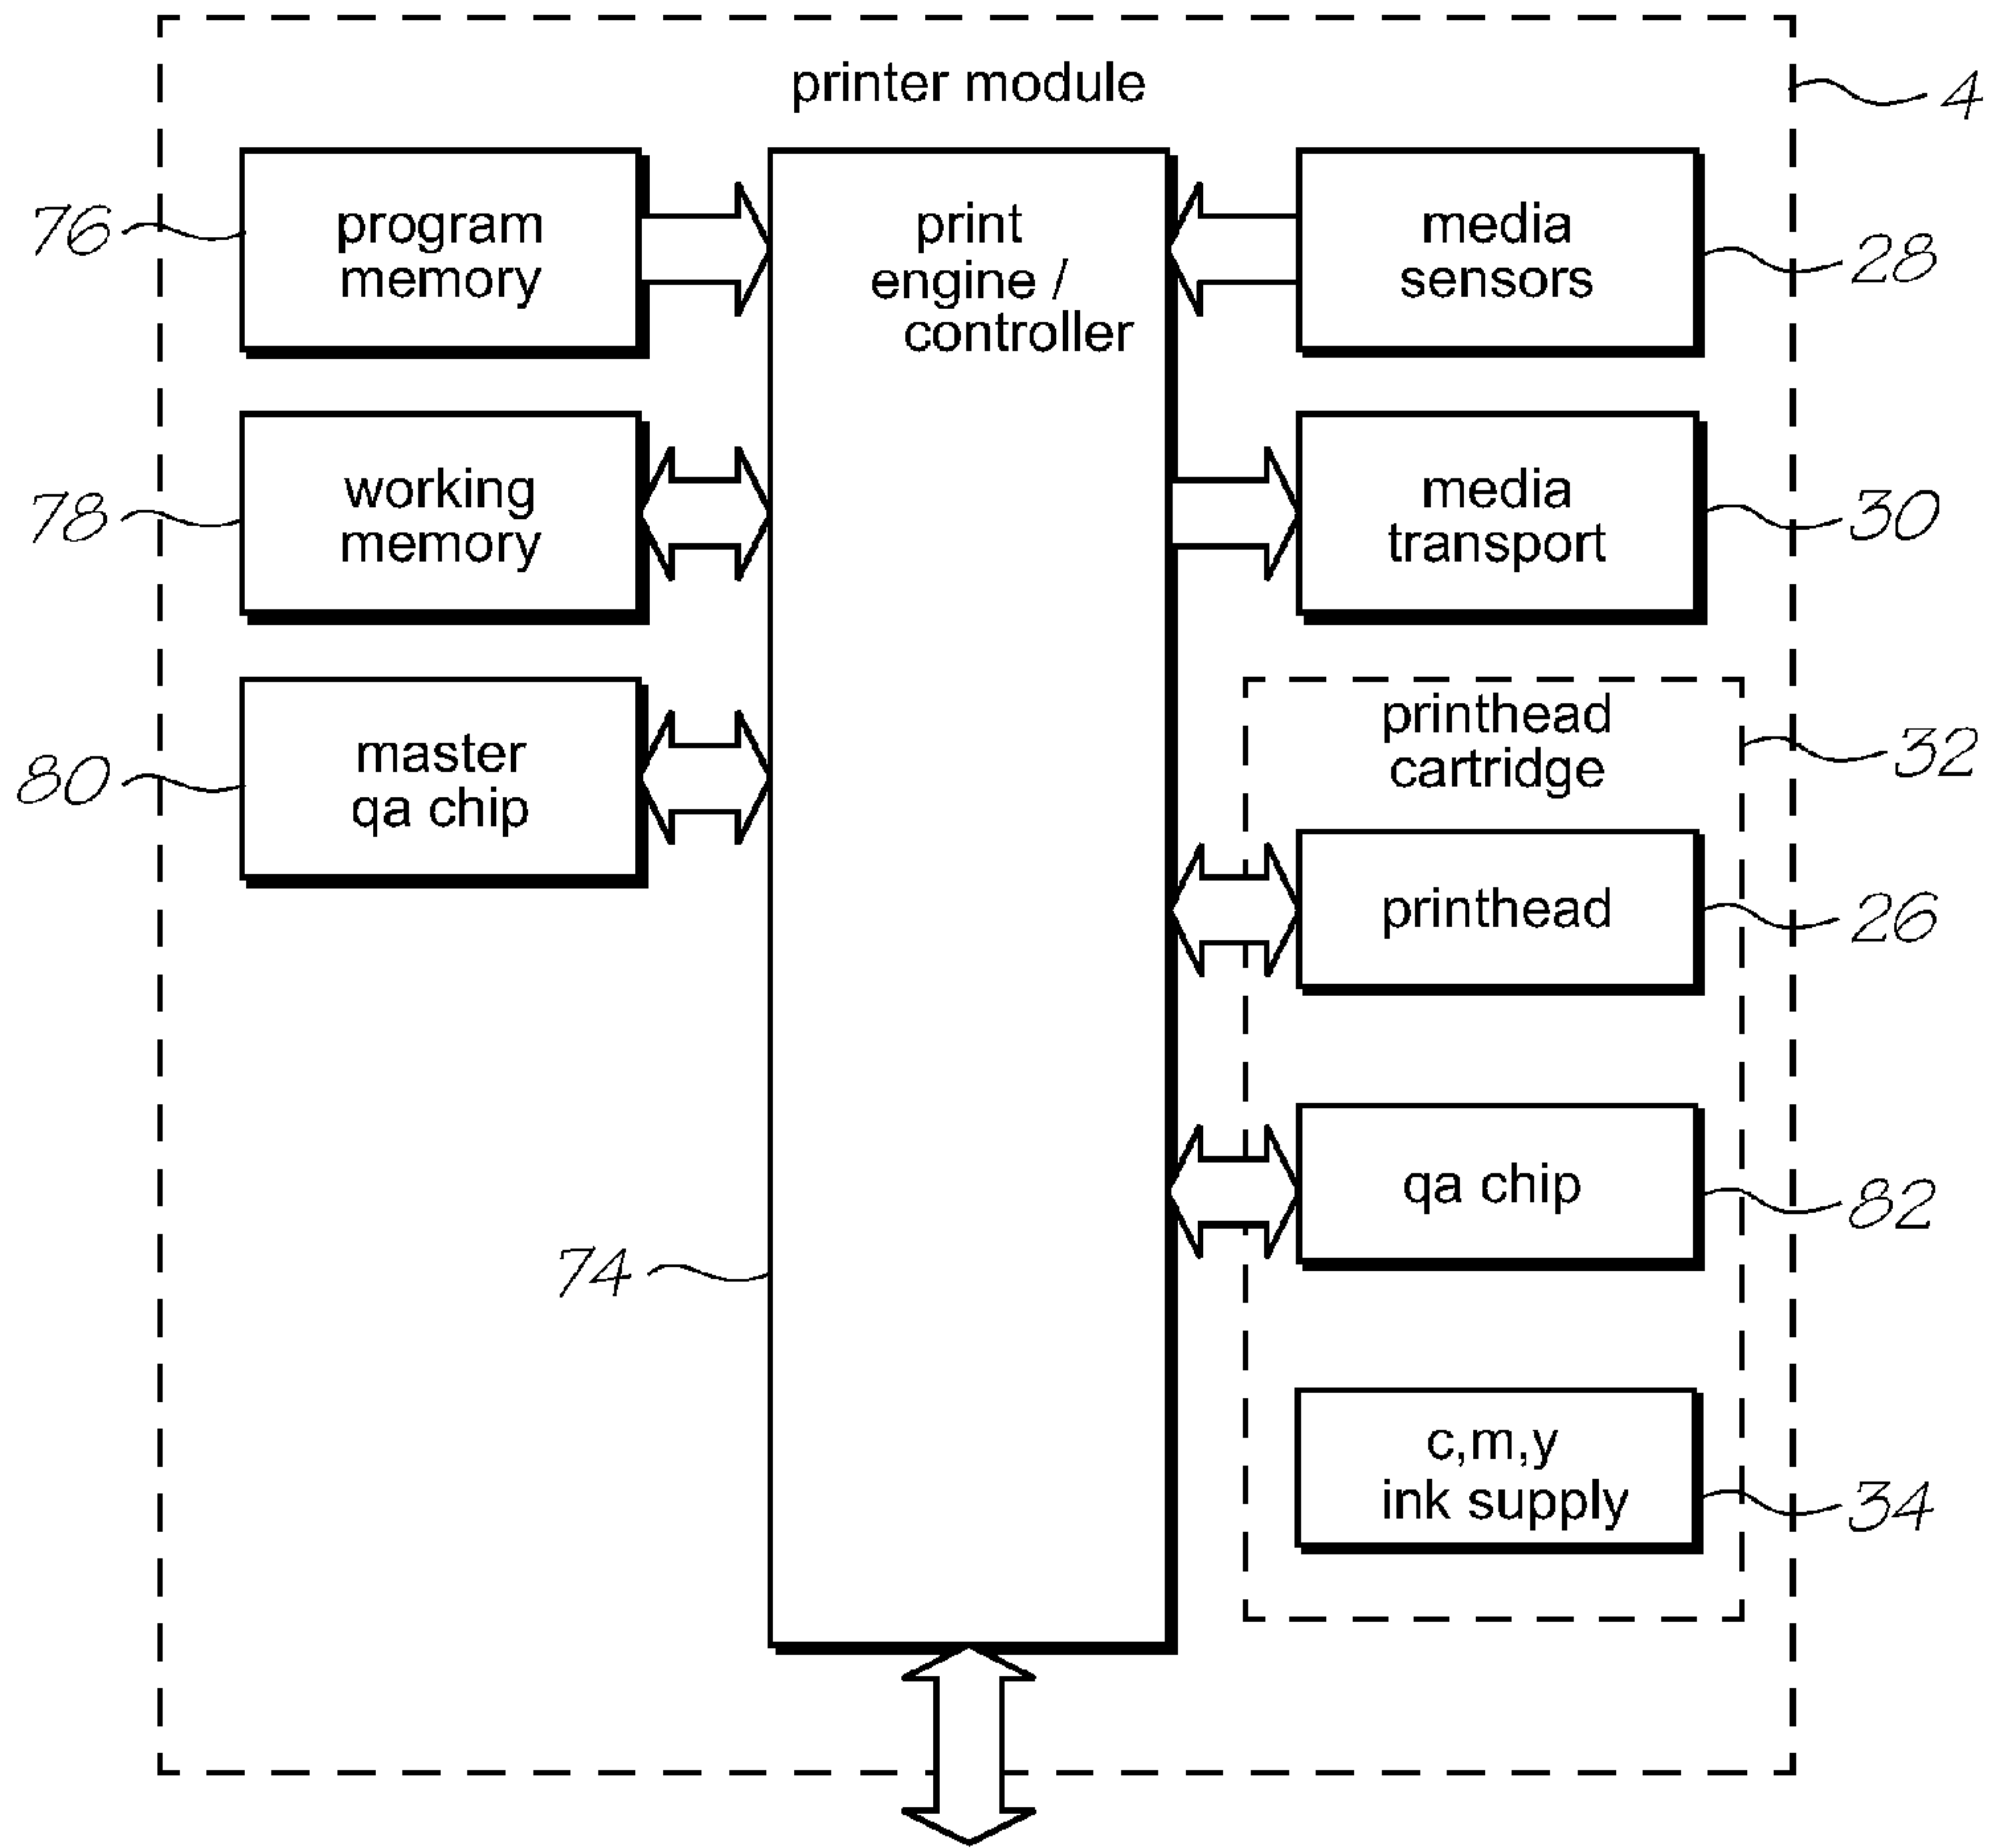 printer module
4
76
program
memory
print
engine /
controller
media
sensors
28
78
working
memory
media
transport
30
80
master
qa chip
printhead
cartridge
32
printhead
26
74
qa chip
82
c,m,y
ink supply
34